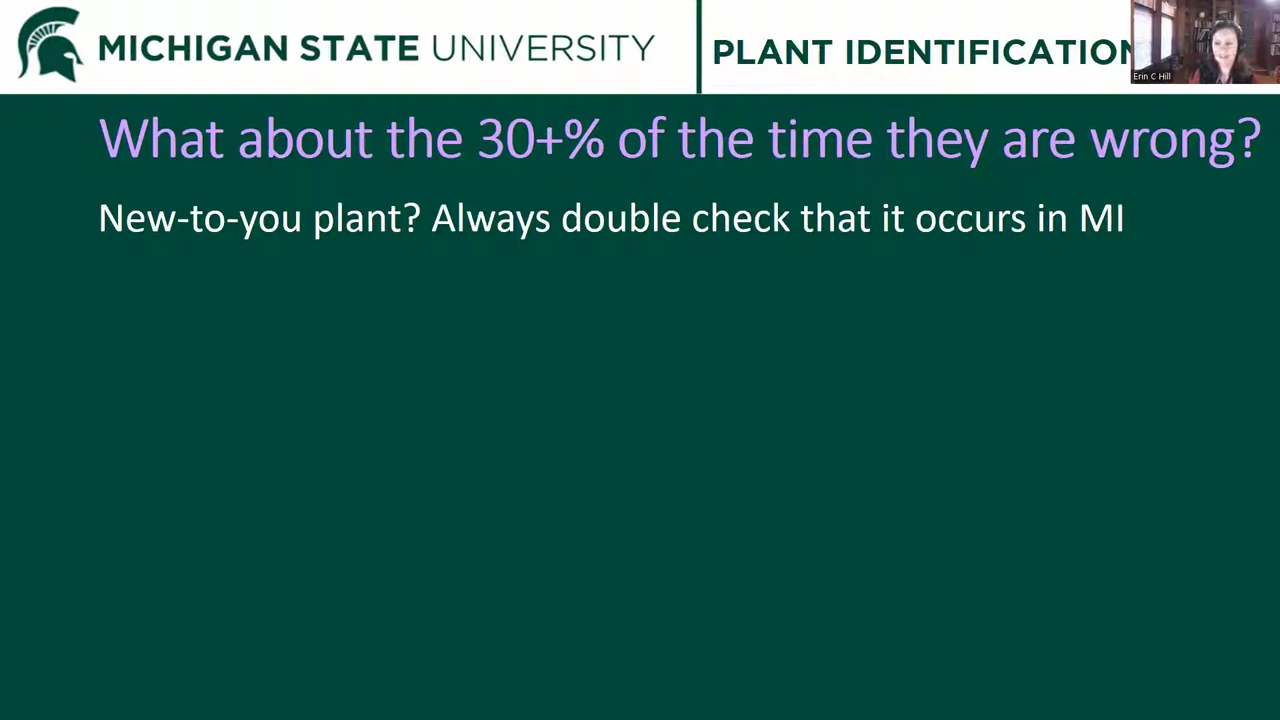 MICHIGAN STATE UNIVERSITY
PLANT IDENTIFICATION
Erin C Hill
What about the 30+% of the time they are wrong?
New-to-you plant? Always double check that it occurs in MI